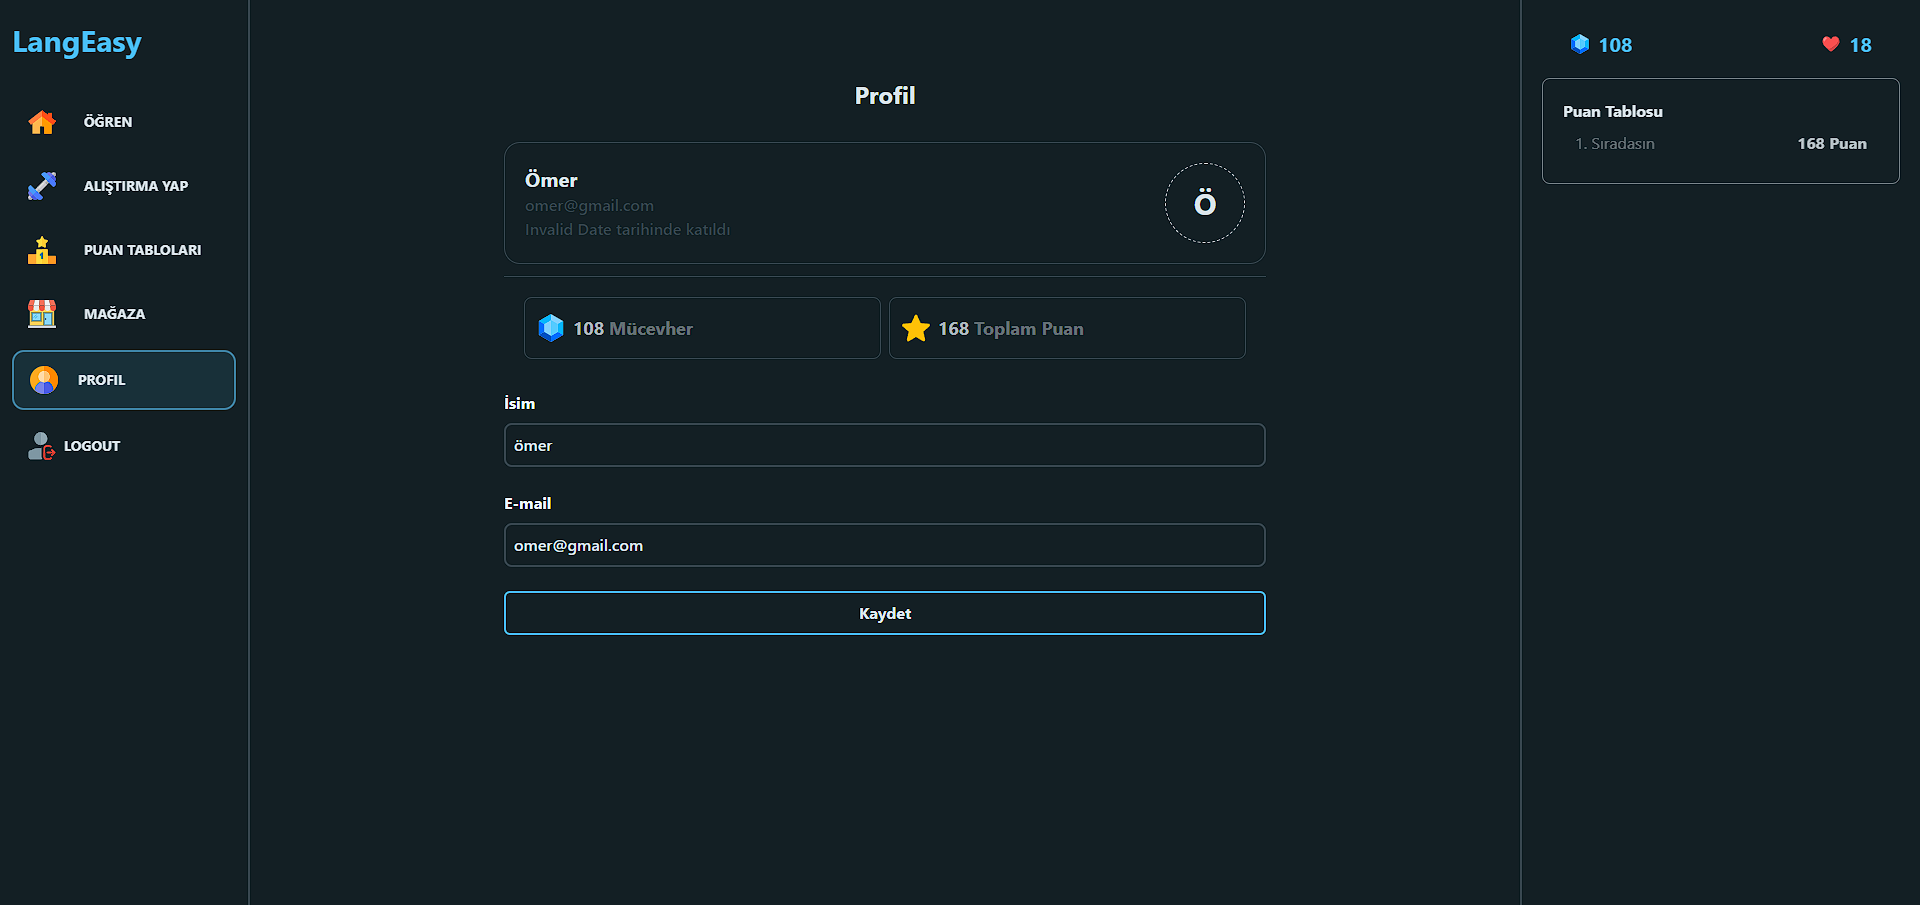 LangEasy
ÖĞREN
ALIŞTIRMA YAP
PUAN TABLOLARI
MAĞAZA
PROFIL
LOGOUT
Profil
Ömer
omer@gmail.com
Invalid Date tarihinde katıldı
Ö
108 Mücevher
168 Toplam Puan
İsim
ömer
E-mail
omer@gmail.com
Kaydet
108
18
Puan Tablosu
1. Sıradasın
168 Puan